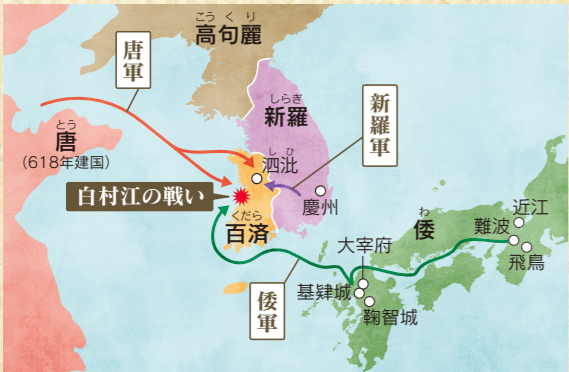 こうくり
高句麗
唐軍
とう
唐
(618年建国)
しらぎ
新羅
新羅軍
しひ
泗沘
白村江の戦い
慶州
くだら
百済
わ
倭
近江
難波
飛鳥
大宰府
基肄城
鞠智城
倭軍